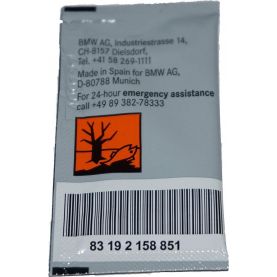 BMW AG, Industriestrasse 14,
CH-8157 Dielsdorf,
Tel. +41 58 269-1111
Made in Spain for BMW AG,
D-80788 Munich
For 24-hour emergency assistance
call +49 89 382-78333
83 19 2 158 851